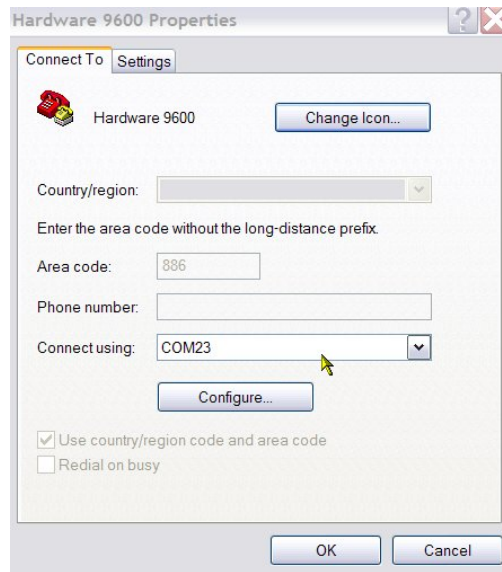 Hardware 9600 Properties
Connect To Settings
Hardware 9600 Change Icon...
Country/region:
Enter the area code without the long-distance prefix.
Area code: 886
Phone number:
Connect using: COM23
Configure...
Use country/region code and area code
Redial on busy
OK Cancel